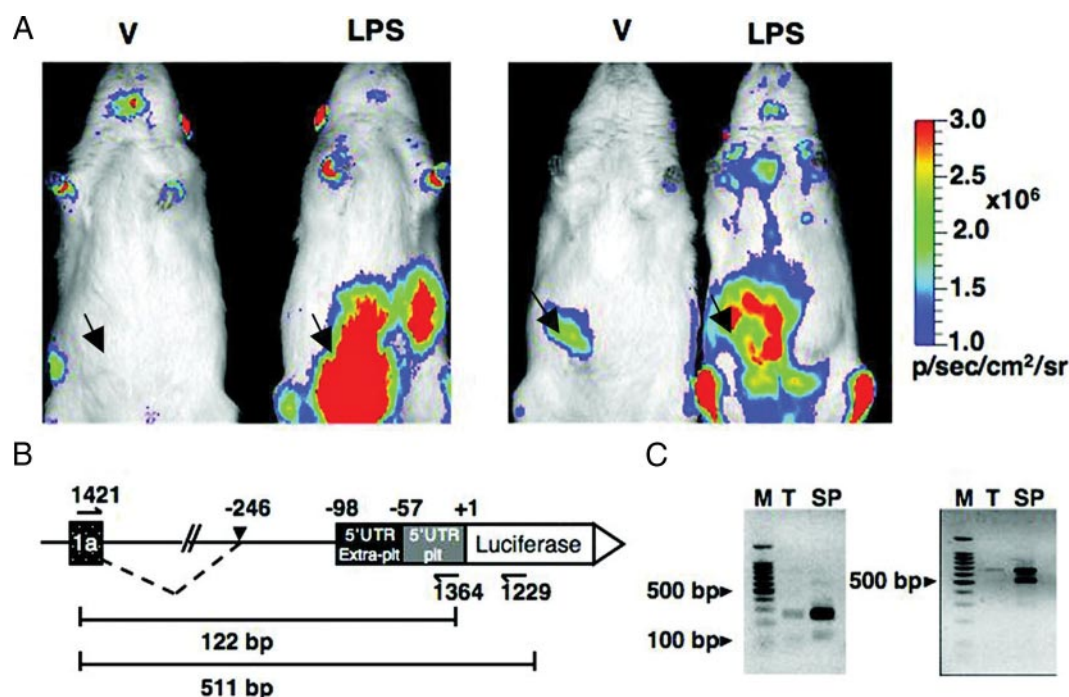 A
V LPS
V LPS
3.0
2.5
x10⁶
2.0
1.5
1.0
p/sec/cm²/sr
B
1421
-246
-98 -57 +1
1a
5'UTR 5'UTR Luciferase
Extra-pit pit
1364 1229
122 bp
511 bp
C
M T SP
M T SP
500 bp
100 bp
500 bp